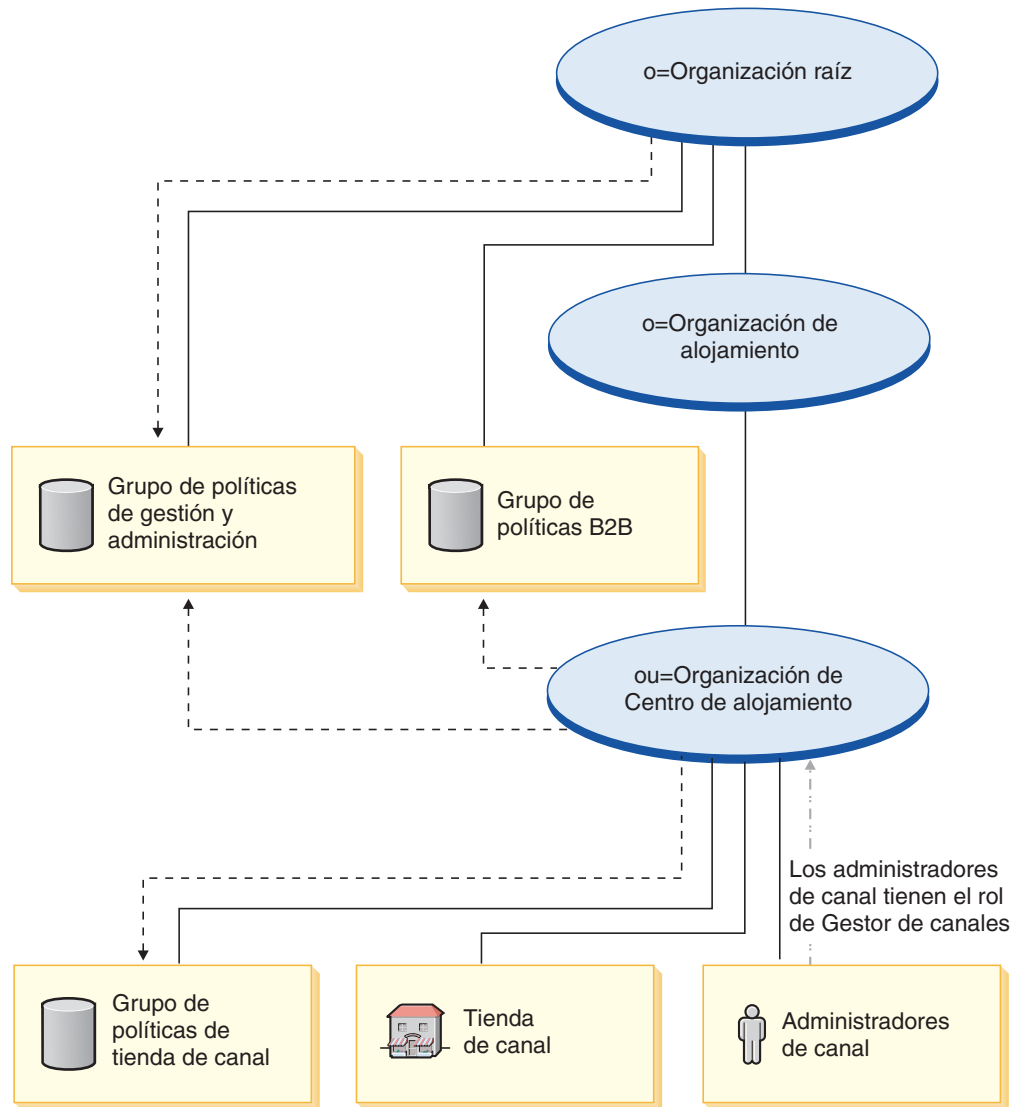 o=Organización raíz
o=Organización de
alojamiento
Grupo de políticas
de gestión y
administración
Grupo de
políticas B2B
ou=Organización de
Centro de alojamiento
Los administradores
de canal tienen el rol
de Gestor de canales
Grupo de
políticas de
tienda de canal
Tienda
de canal
Administradores
de canal